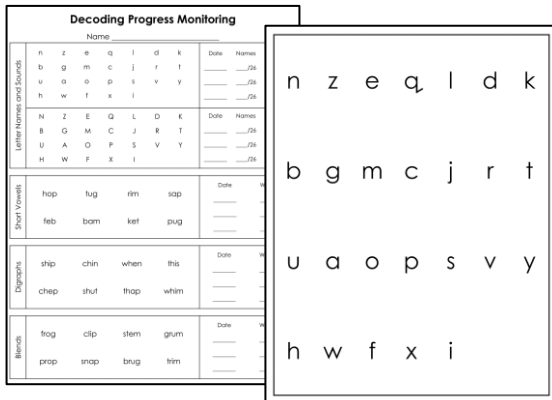 Decoding Progress Monitoring
Name
Letter Names and Sounds
n z e q l d k Date Names
b g m c j r t /26
u a o p s v y /26
h w f x i /26
N Z E Q L D K Date Names
B G M C J R T /26
U A O P S V Y /26
H W F X I /26
Short Vowels
Date W
hop tug rim sap
feb bam ket pug
Digraphs
Date W
ship chin when this
chep shut thap whim
Blends
Date W
frog clip stem grum
prop snap brug trim
n z e q l d k
b g m c j r t
u a o p s v y
h w f x i